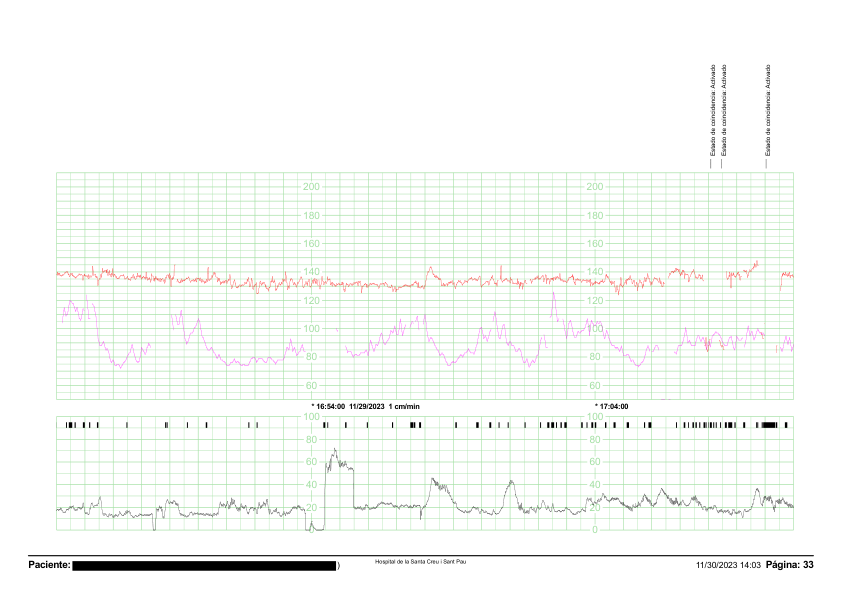 Estado de coincidencia: Activado
Estado de coincidencia: Activado
Estado de coincidencia: Activado
200 200
180 180
160 160
140 140
120 120
100 100
80 80
60 60
* 16:54:00 11/29/2023 1 cm/min * 17:04:00
100 100
80 80
60 60
40 40
20 20
0 0
Paciente: ) Hospital de la Santa Creu i Sant Pau 11/30/2023 14:03 Página: 33